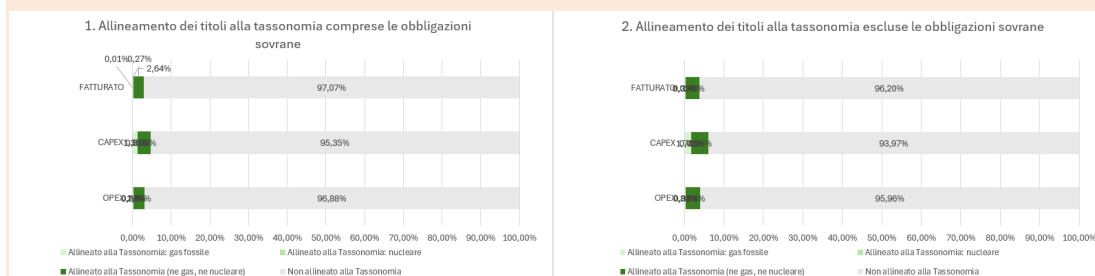 1. Allineamento dei titoli alla tassonomia comprese le obbligazioni
sovrane
0,01%
0,27%
2,64%
FATTURATO
97,07%
CAPEX
95,35%
OPEX
96,88%
0,00% 10,00% 20,00% 30,00% 40,00% 50,00% 60,00% 70,00% 80,00% 90,00% 100,00%
Allineato alla Tassonomia: gas fossile
Allineato alla Tassonomia: nucleare
Allineato alla Tassonomia (ne gas, ne nucleare)
Non allineato alla Tassonomia
2. Allineamento dei titoli alla tassonomia escluse le obbligazioni sovrane
FATTURATO
96,20%
CAPEX
93,97%
OPEX
95,96%
0,00% 10,00% 20,00% 30,00% 40,00% 50,00% 60,00% 70,00% 80,00% 90,00% 100,00%
Allineato alla Tassonomia: gas fossile
Allineato alla Tassonomia: nucleare
Allineato alla Tassonomia (ne gas, ne nucleare)
Non allineato alla Tassonomia